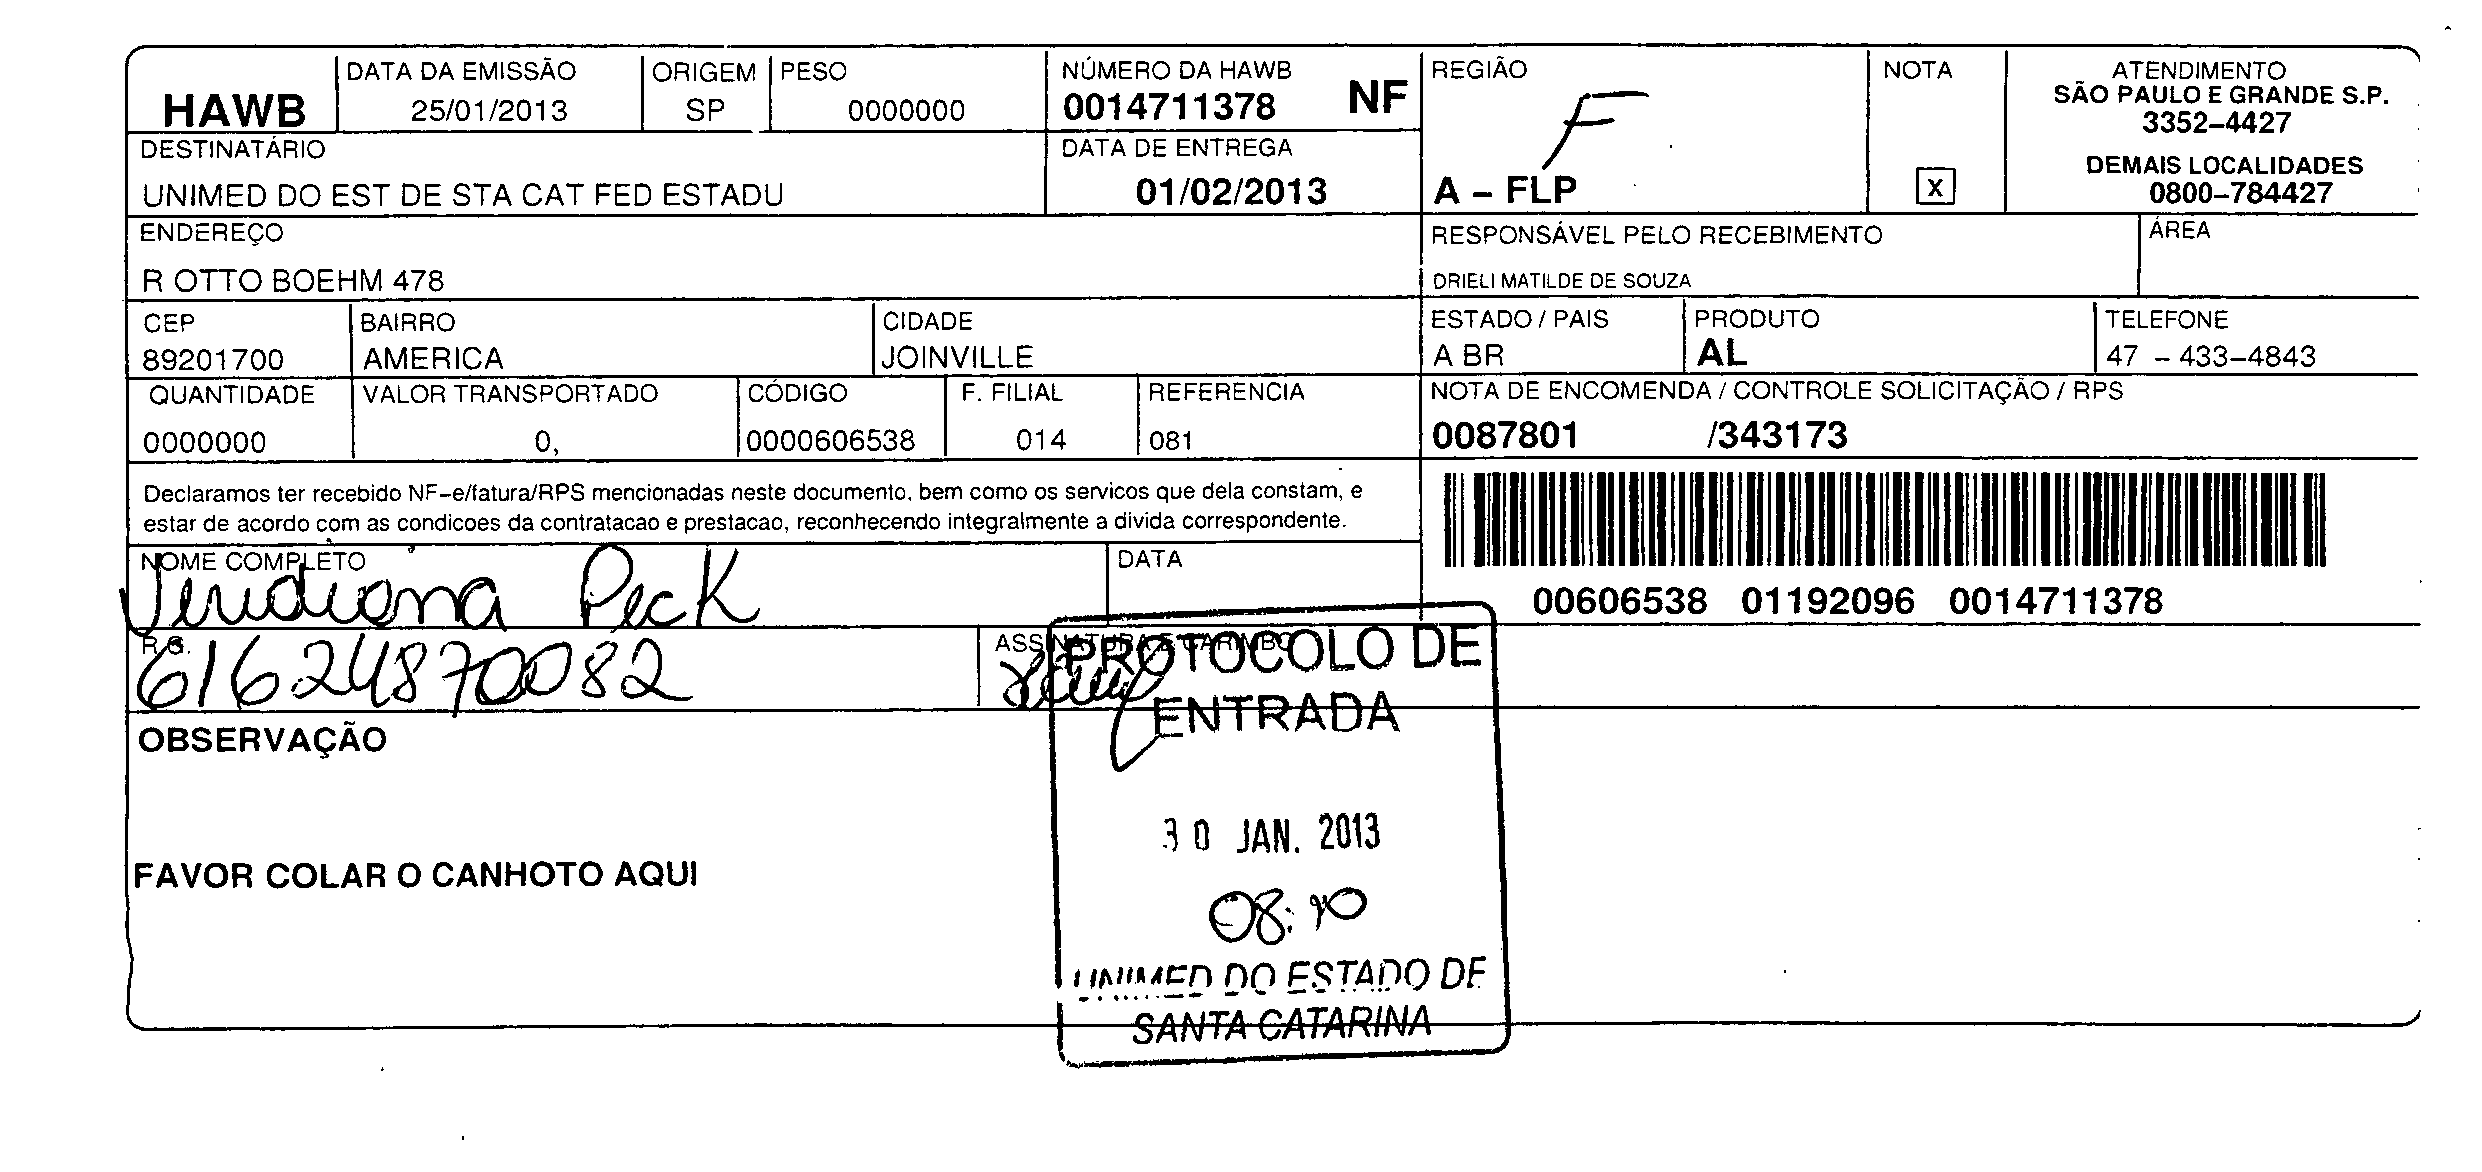 HAWB
DATA DA EMISSÃO
25/01/2013
ORIGEM
SP
PESO
0000000
NÚMERO DA HAWB
0014711378 NF
REGIÃO
F
A – FLP
NOTA
X
ATENDIMENTO
SÃO PAULO E GRANDE S.P.
3352–4427
DEMAIS LOCALIDADES
0800–784427
DESTINATÁRIO
UNIMED DO EST DE STA CAT FED ESTADU
DATA DE ENTREGA
01/02/2013
ENDEREÇO
R OTTO BOEHM 478
RESPONSÁVEL PELO RECEBIMENTO
DRIELI MATILDE DE SOUZA
ÁREA
CEP
89201700
BAIRRO
AMERICA
CIDADE
JOINVILLE
ESTADO / PAIS
A BR
PRODUTO
AL
TELEFONE
47 – 433–4843
QUANTIDADE
0000000
VALOR TRANSPORTADO
0,
CÓDIGO
0000606538
F. FILIAL
014
REFERENCIA
081
NOTA DE ENCOMENDA / CONTROLE SOLICITAÇÃO / RPS
0087801 /343173
Declaramos ter recebido NF–e/fatura/RPS mencionadas neste documento, bem como os servicos que dela constam, e
estar de acordo com as condicoes da contratacao e prestacao, reconhecendo integralmente a divida correspondente.
00606538 01192096 0014711378
NOME COMPLETO
Viridiana Peck
DATA
R.G.
61624870082
ASSINATURA E CARIMBO
PROTOCOLO DE
ENTRADA
30 JAN. 2013
08:10
UNIMED DO ESTADO DE
SANTA CATARINA
OBSERVAÇÃO
FAVOR COLAR O CANHOTO AQUI